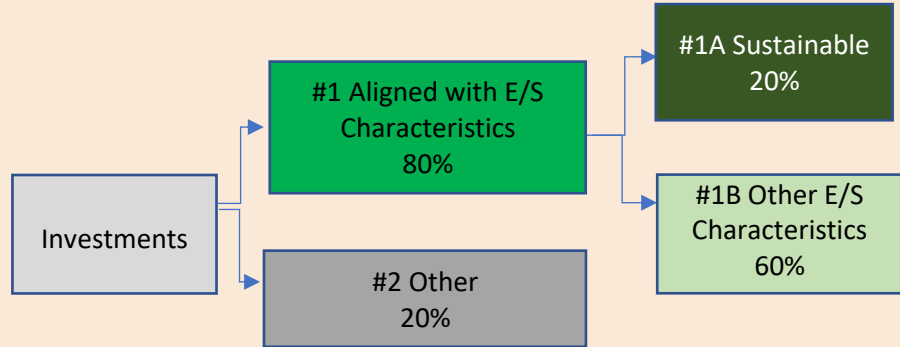 #1A Sustainable
20%
#1 Aligned with E/S
Characteristics
80%
#1B Other E/S
Characteristics
60%
Investments
#2 Other
20%